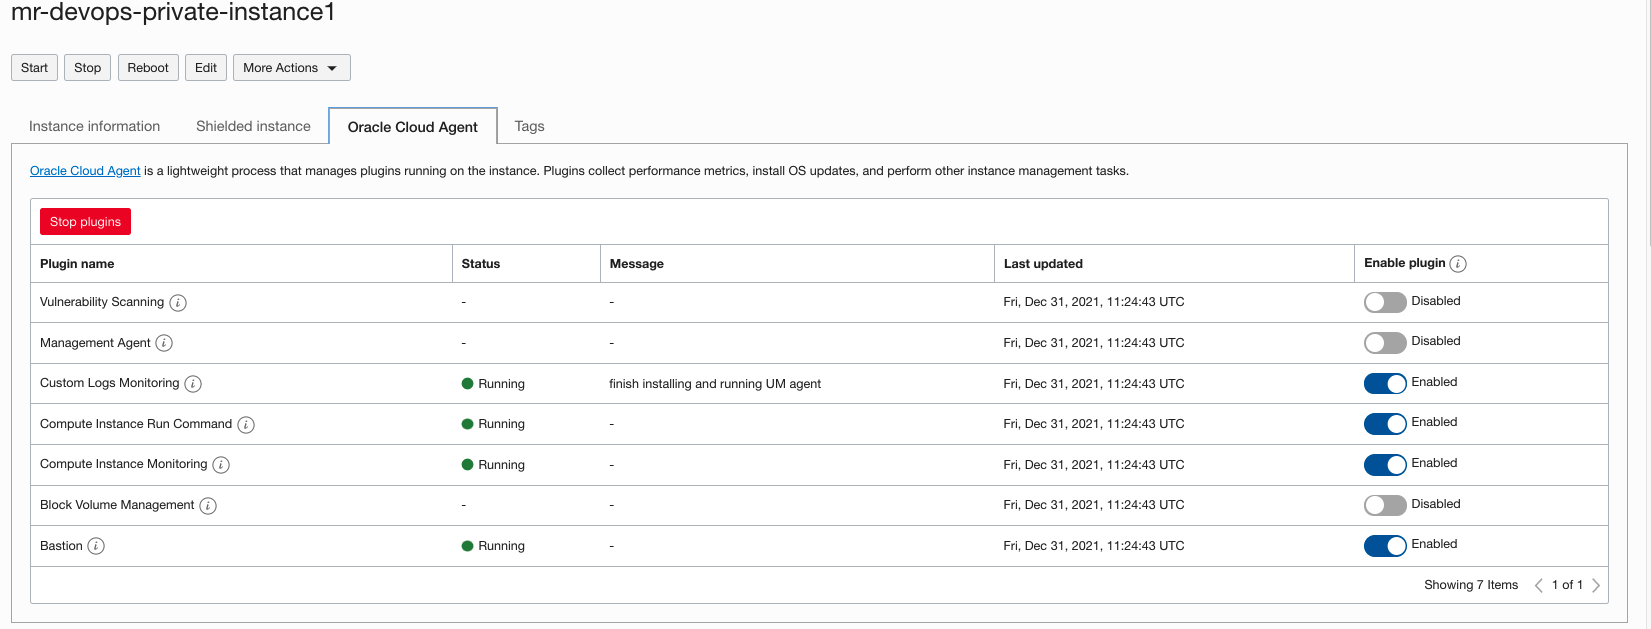 mr-devops-private-instance1
Start Stop Reboot Edit More Actions
Instance information Shielded instance Oracle Cloud Agent Tags
Oracle Cloud Agent is a lightweight process that manages plugins running on the instance. Plugins collect performance metrics, install OS updates, and perform other instance management tasks.
Stop plugins
Plugin name Status Message Last updated Enable plugin i
Vulnerability Scanning i - - Fri, Dec 31, 2021, 11:24:43 UTC Disabled
Management Agent i - - Fri, Dec 31, 2021, 11:24:43 UTC Disabled
Custom Logs Monitoring i Running finish installing and running UM agent Fri, Dec 31, 2021, 11:24:43 UTC Enabled
Compute Instance Run Command i Running - Fri, Dec 31, 2021, 11:24:43 UTC Enabled
Compute Instance Monitoring i Running - Fri, Dec 31, 2021, 11:24:43 UTC Enabled
Block Volume Management i - - Fri, Dec 31, 2021, 11:24:43 UTC Disabled
Bastion i Running - Fri, Dec 31, 2021, 11:24:43 UTC Enabled
Showing 7 Items < 1 of 1 >